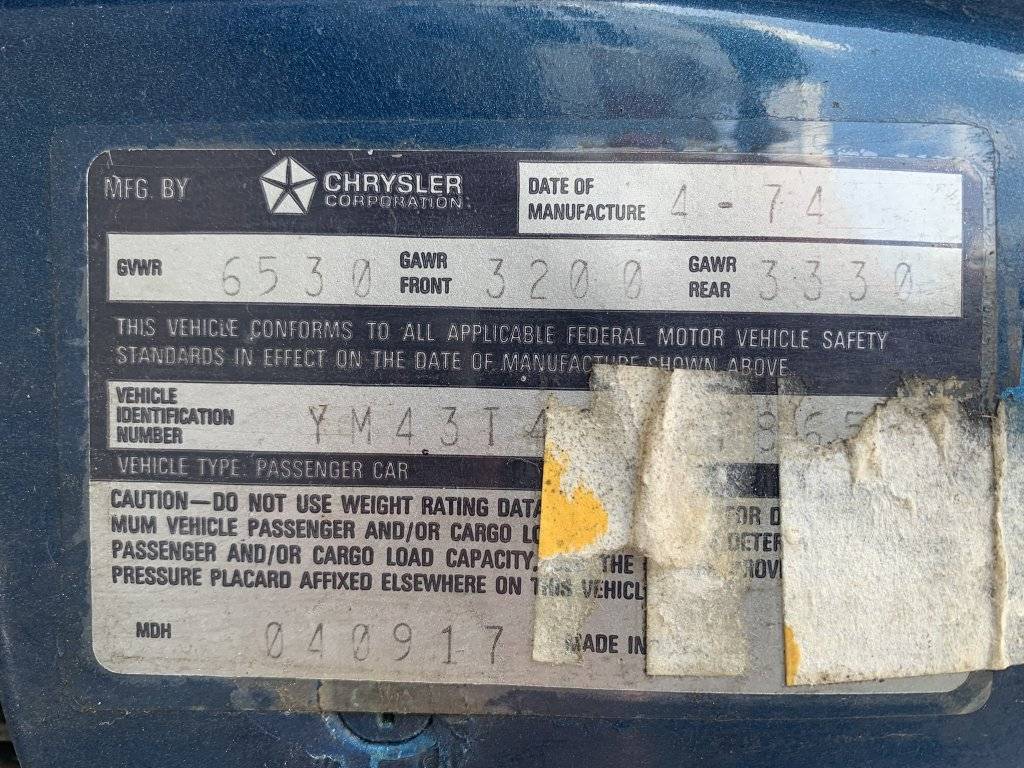 MFG. BY CHRYSLER CORPORATION
DATE OF MANUFACTURE 4-74
GVWR 6530 GAWR FRONT 3200 GAWR REAR 3330
THIS VEHICLE CONFORMS TO ALL APPLICABLE FEDERAL MOTOR VEHICLE SAFETY
STANDARDS IN EFFECT ON THE DATE OF MANUFACTURE SHOWN ABOVE.
VEHICLE IDENTIFICATION NUMBER YM43T4
VEHICLE TYPE: PASSENGER CAR
CAUTION—DO NOT USE WEIGHT RATING DATA FOR
MUM VEHICLE PASSENGER AND/OR CARGO
PASSENGER AND/OR CARGO LOAD CAPACITY. THE
PRESSURE PLACARD AFFIXED ELSEWHERE ON THIS VEHICL
MDH 040917 MADE IN